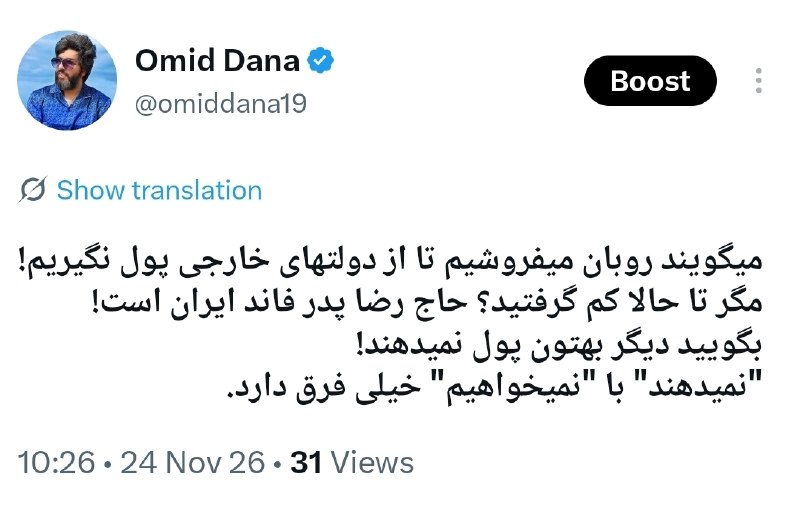 Omid Dana
@omiddana19
Boost
Show translation
میگویند روبان میفروشیم تا از دولتهای خارجی پول نگیریم!
مگر تا حالا کم گرفتید؟ حاج رضا پدر فاند ایران است!
بگویید دیگر بهتون پول نمیدهند!
"نمیدهند" با "نمیخواهیم" خیلی فرق دارد.
10:26 • 24 Nov 26 • 31 Views